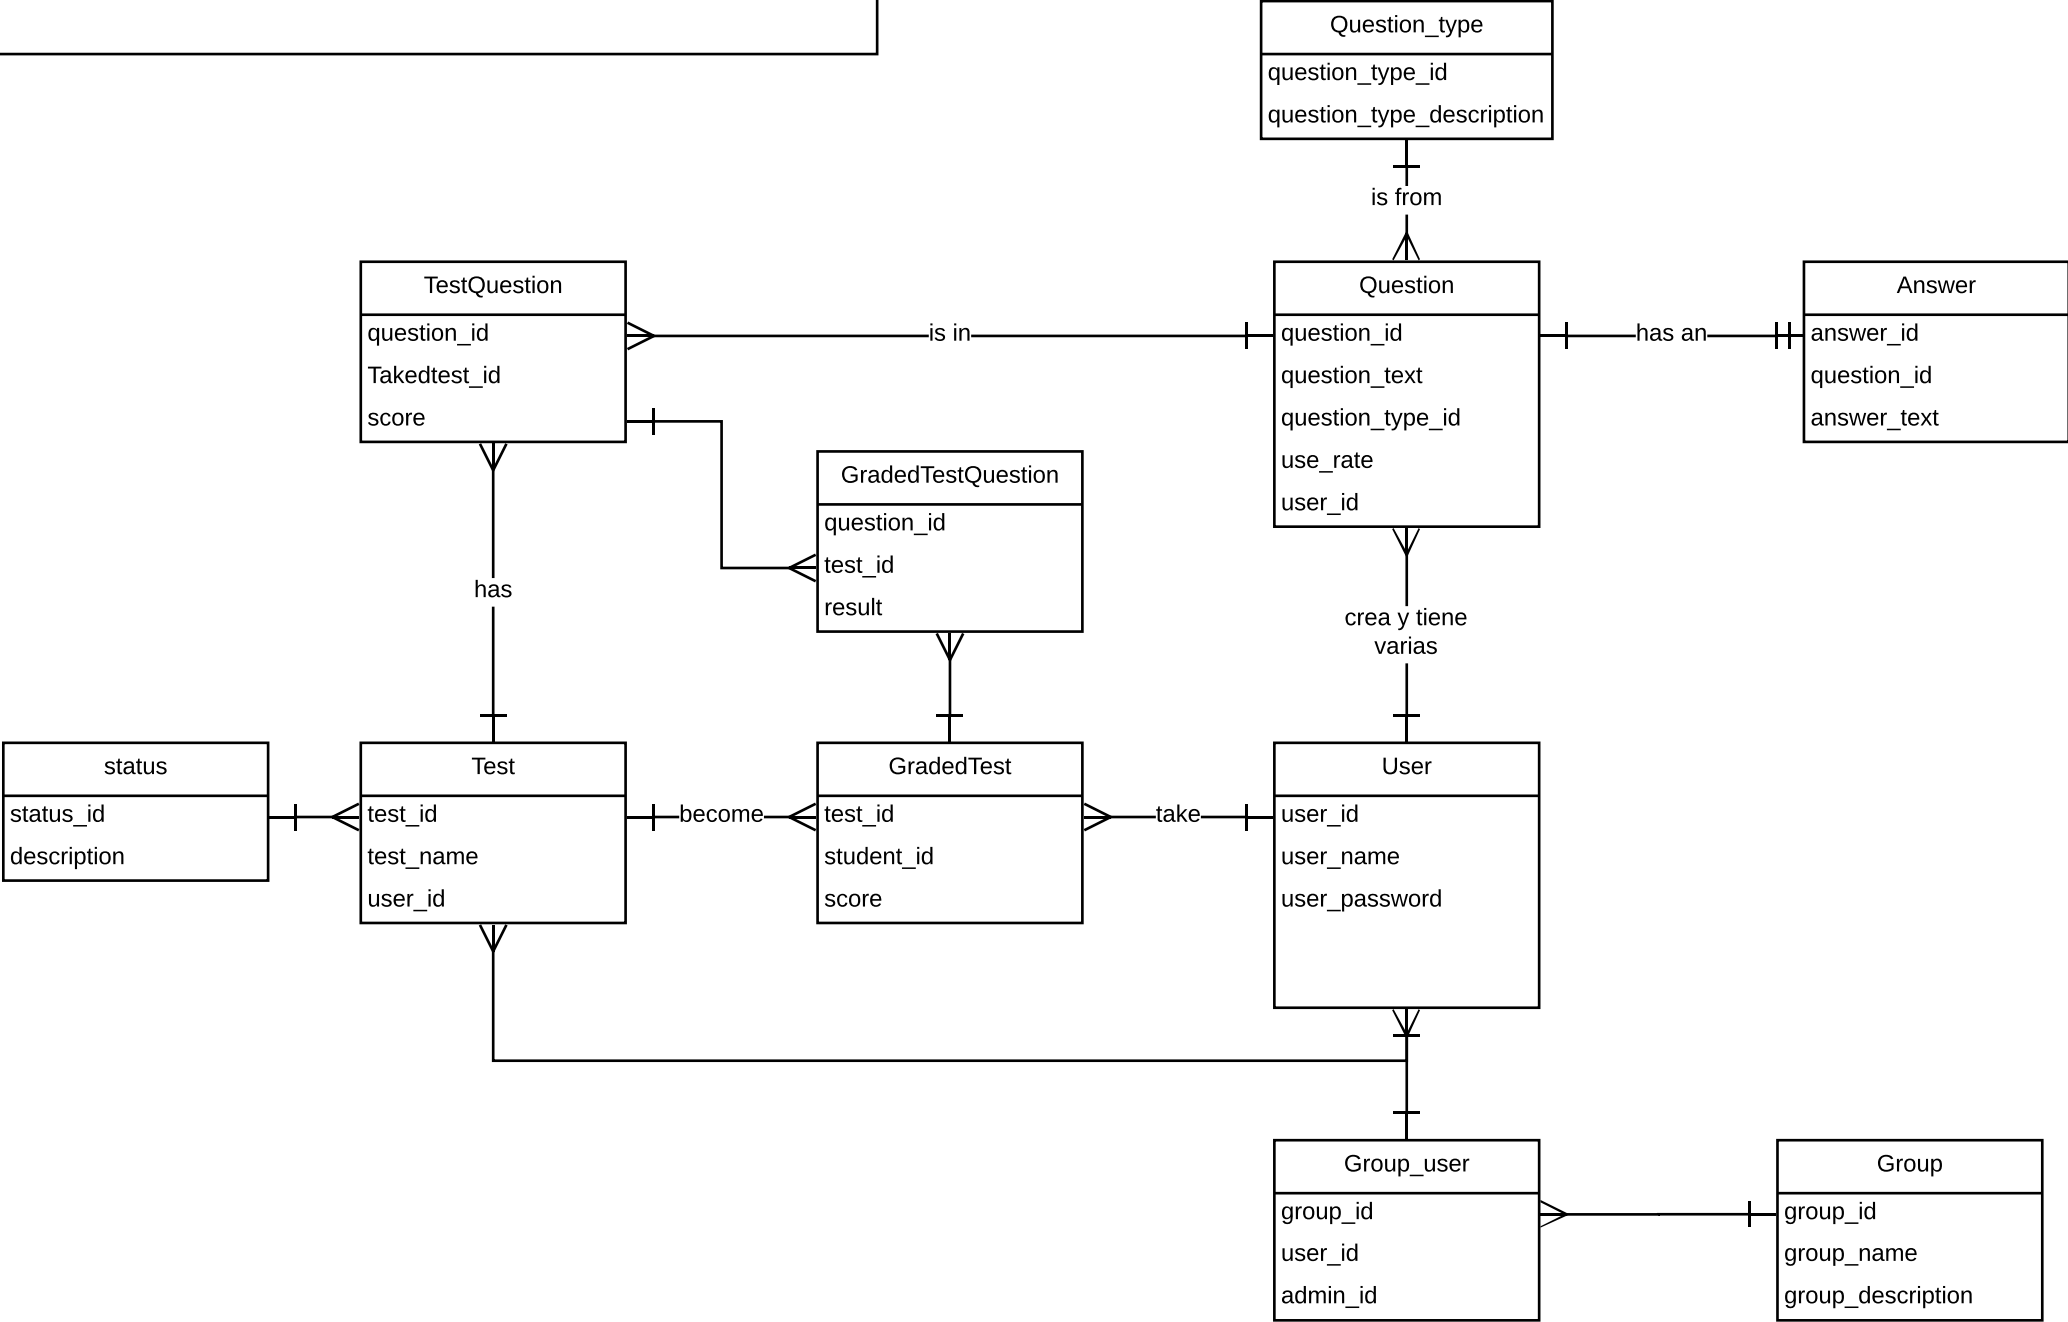 Question_type
question_type_id
question_type_description
is from
TestQuestion
question_id
Takedtest_id
score
is in
Question
question_id
question_text
question_type_id
use_rate
user_id
has an
Answer
answer_id
question_id
answer_text
GradedTestQuestion
question_id
test_id
result
has
crea y tiene
varias
status
status_id
description
Test
test_id
test_name
user_id
become
GradedTest
test_id
student_id
score
take
User
user_id
user_name
user_password
Group_user
group_id
user_id
admin_id
Group
group_id
group_name
group_description